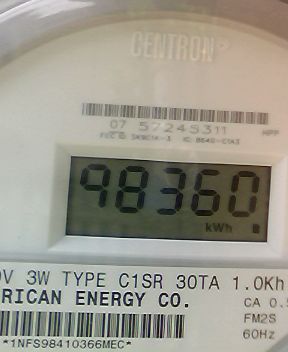 CENTRON
07 57245311
HPP
98360
kWh
0V 3W TYPE C1SR 30TA 1.0Kh
RICAN ENERGY CO.
CA 0.5
FM2S
60Hz
*1NFS98410366MEC*